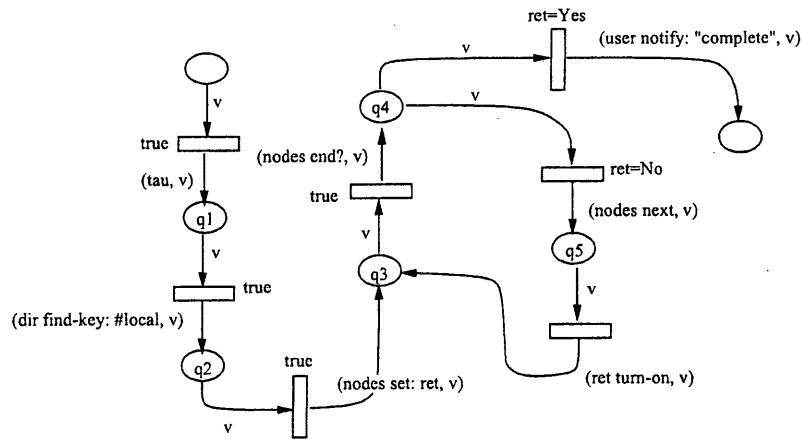 ret=Yes
(user notify: "complete", v)
v
v
q4
v
true
(nodes end?, v)
ret=No
(tau, v)
true
(nodes next, v)
q1
v
q5
v
v
q3
v
true
(dir find-key: #local, v)
q2
true
(nodes set: ret, v)
(ret turn-on, v)
v